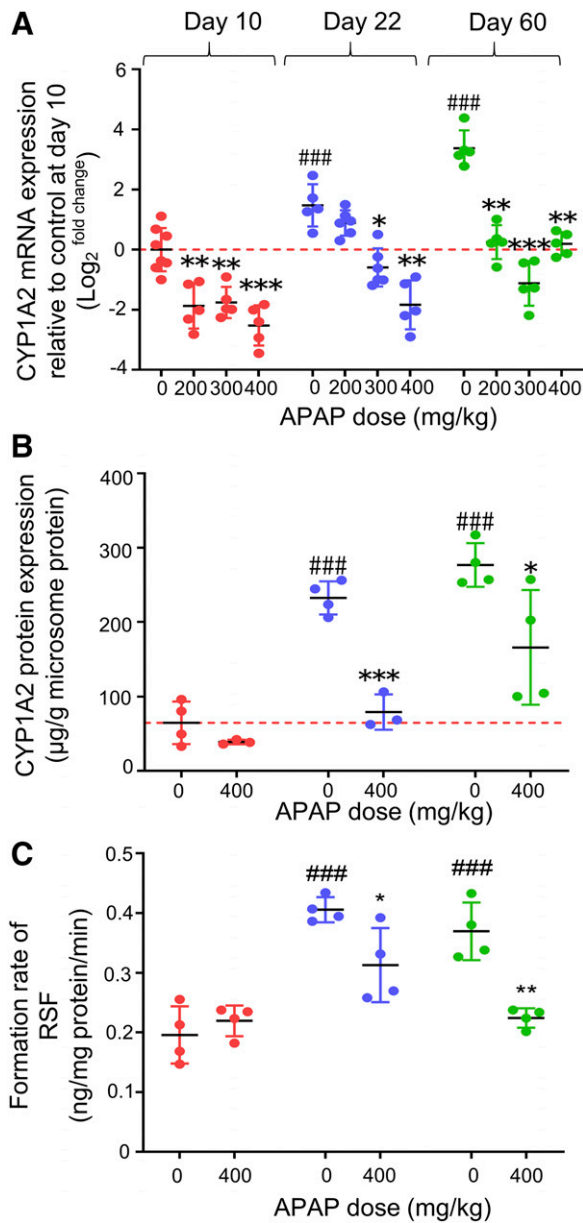 A
Day 10 Day 22 Day 60
CYP1A2 mRNA expression
relative to control at day 10
(Log2 fold change)
6
4
2
0
-2
-4
###
###
** ** ***
* **
** *** **
0 200 300 400 0 200 300 400 0 200 300 400
APAP dose (mg/kg)
B
CYP1A2 protein expression
(µg/g microsome protein)
400
300
200
100
0
###
***
###
*
0 400 0 400 0 400
APAP dose (mg/kg)
C
Formation rate of
RSF
(ng/mg protein/min)
0.5
0.4
0.3
0.2
0.1
0
###
*
###
**
0 400 0 400 0 400
APAP dose (mg/kg)